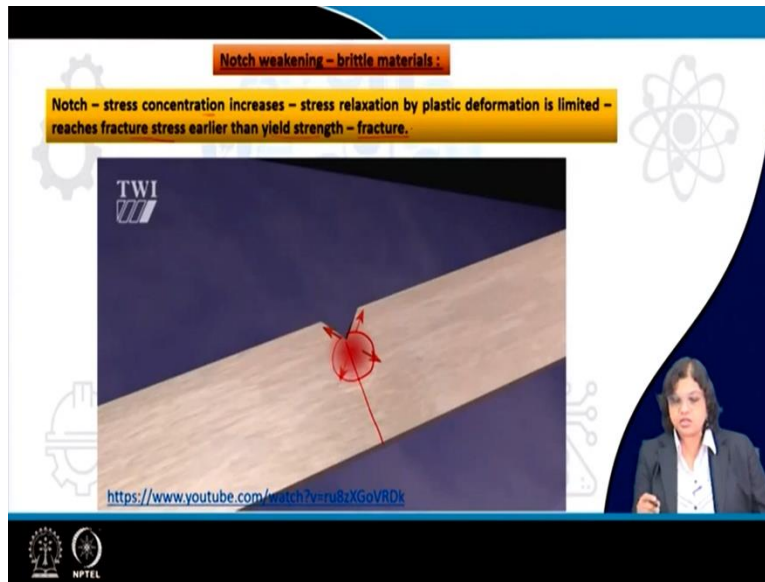 Notch weakening – brittle materials :
Notch – stress concentration increases – stress relaxation by plastic deformation is limited –
reaches fracture stress earlier than yield strength – fracture.
TWI
https://www.youtube.com/watch?v=ru8zXGoVRDk
NPTEL